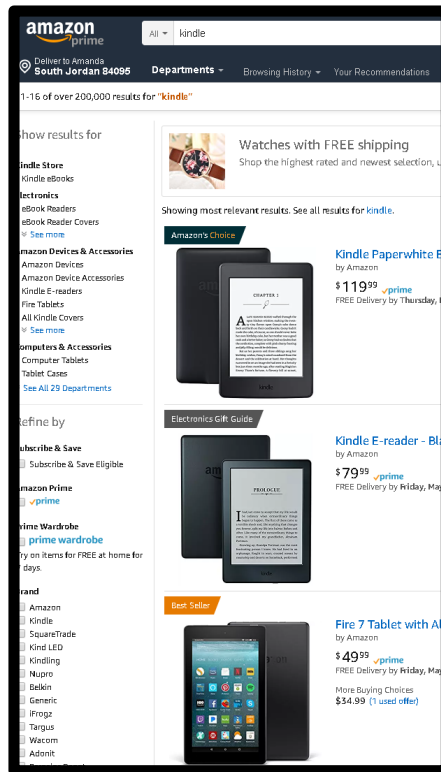 amazon
prime
All
kindle
Deliver to Amanda
South Jordan 84095
Departments
Browsing History
Your Recommendations
1-16 of over 200,000 results for "kindle"
Show results for
Kindle Store
Kindle eBooks
Electronics
eBook Readers
eBook Reader Covers
See more
Amazon Devices & Accessories
Amazon Devices
Amazon Device Accessories
Kindle E-readers
Fire Tablets
All Kindle Covers
See more
Computers & Accessories
Computer Tablets
Tablet Cases
See All 29 Departments
Refine by
Subscribe & Save
Subscribe & Save Eligible
Amazon Prime
prime
Prime Wardrobe
prime wardrobe
Try on items for FREE at home for
7 days.
Brand
Amazon
Kindle
SquareTrade
Kind LED
Kindling
Nupro
Belkin
Generic
iFrogz
Targus
Wacom
Adonit
Watches with FREE shipping
Shop the highest rated and newest selection,
Showing most relevant results. See all results for kindle.
Amazon's Choice
CHAPTER 1
kindle
Kindle Paperwhite E
by Amazon
$119.99 prime
FREE Delivery by Thursday,
Electronics Gift Guide
am
PROLOGUE
kindle
Kindle E-reader - Bla
by Amazon
$79.99 prime
FREE Delivery by Friday, May
Best Seller
Fire 7 Tablet with Al
by Amazon
$49.99 prime
FREE Delivery by Friday, May
More Buying Choices
$34.99 (1 used offer)